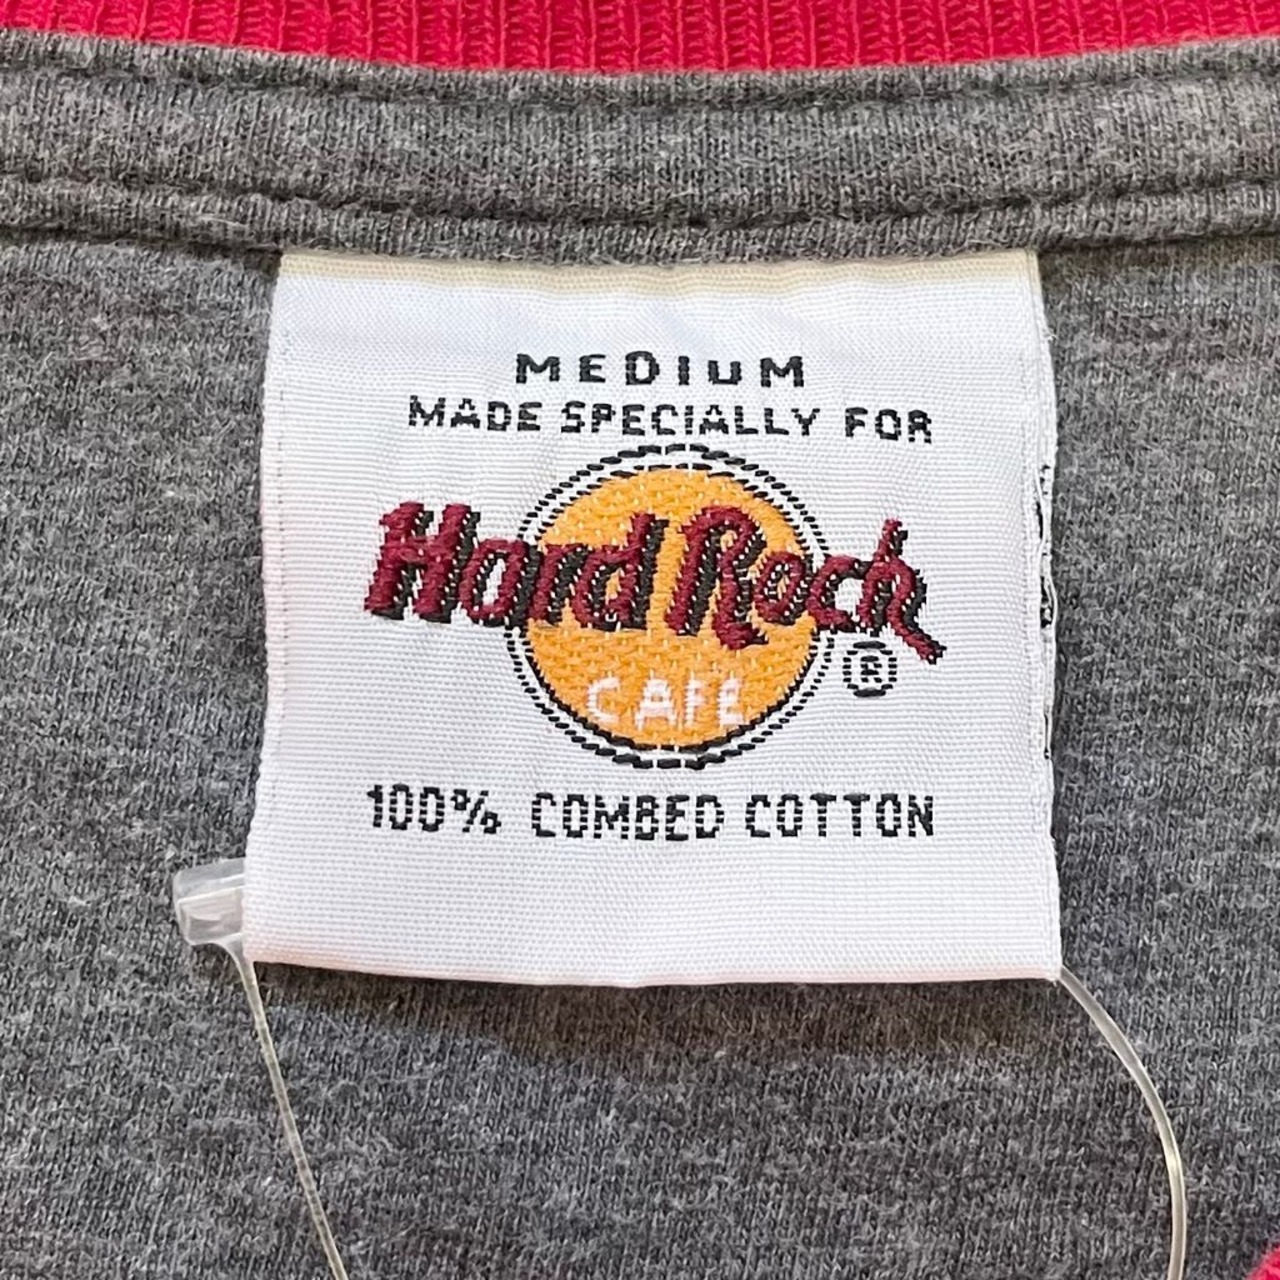 MEDIUM
MADE SPECIALLY FOR
Hard Rock
CAFE
®
100% COMBED COTTON